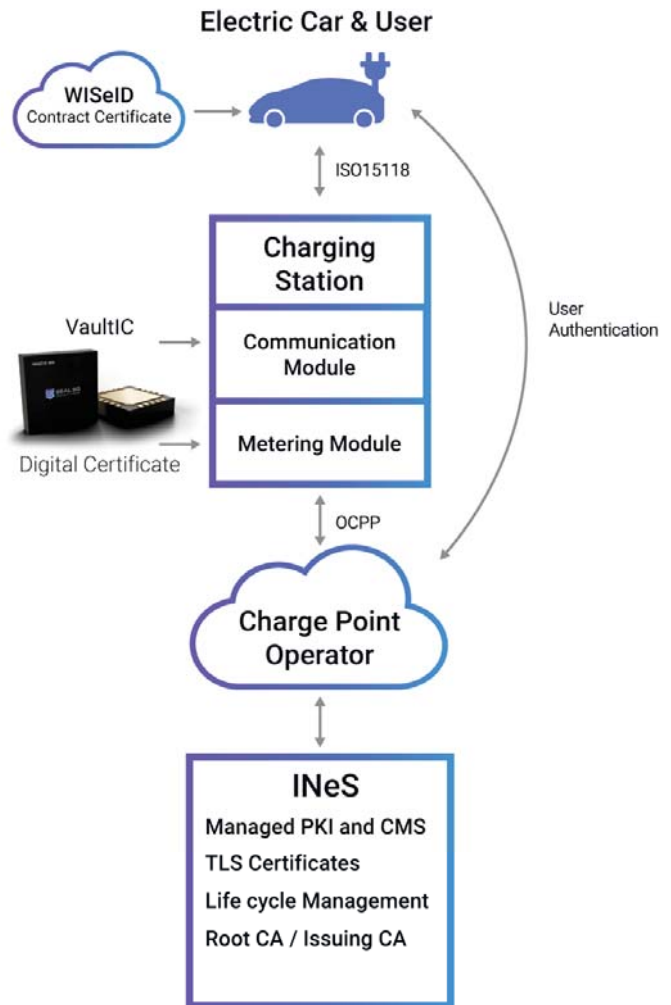 Electric Car & User
WISeID
Contract Certificate
ISO15118
Charging
Station
User
Authentication
VaultIC
Communication
Module
Metering Module
Digital Certificate
OCPP
Charge Point
Operator
INeS
Managed PKI and CMS
TLS Certificates
Life cycle Management
Root CA / Issuing CA